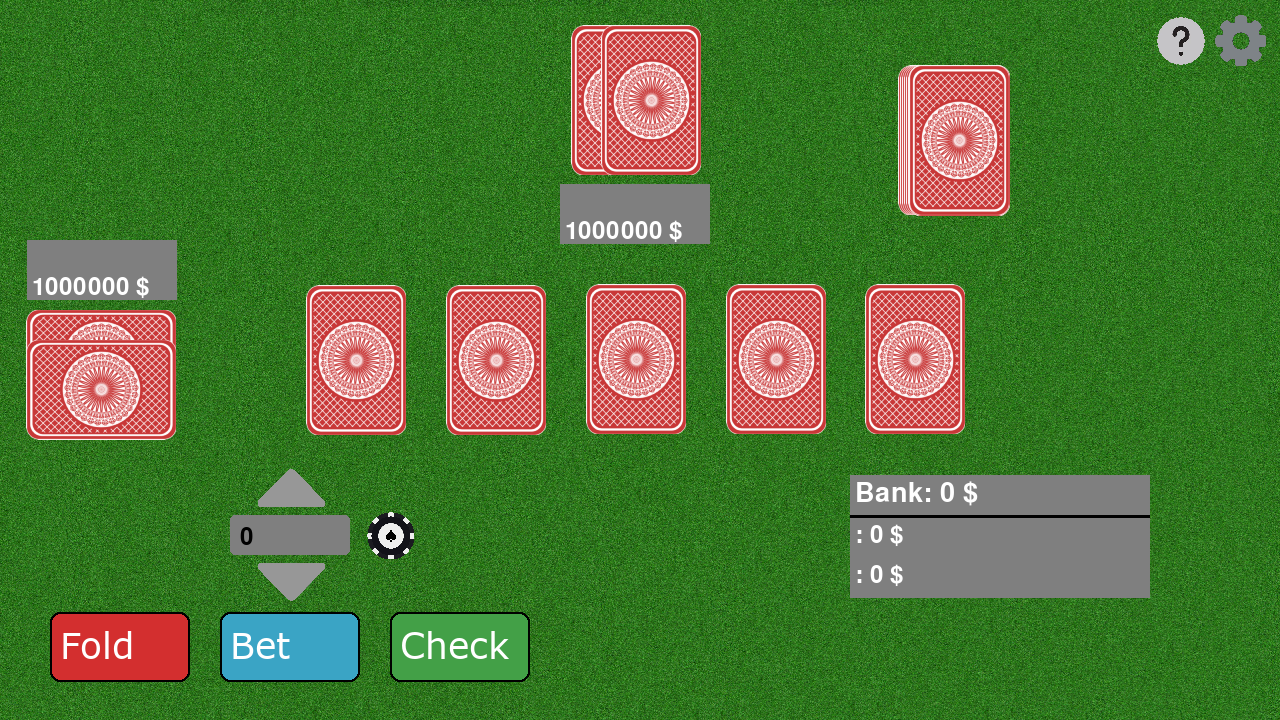 ?
1000000 $
1000000 $
Bank: 0 $
: 0 $
: 0 $
0
Fold
Bet
Check